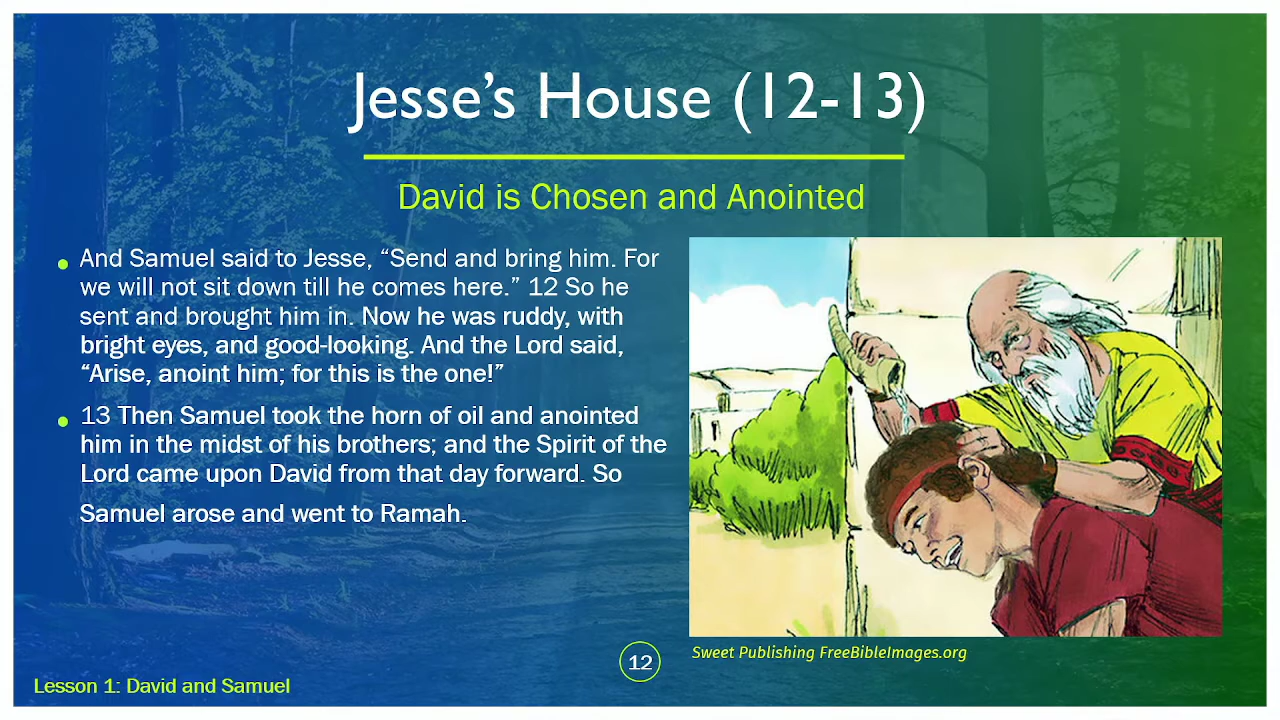 Jesse’s House (12-13)
David is Chosen and Anointed
• And Samuel said to Jesse, “Send and bring him. For
we will not sit down till he comes here.” 12 So he
sent and brought him in. Now he was ruddy, with
bright eyes, and good-looking. And the Lord said,
“Arise, anoint him; for this is the one!”
• 13 Then Samuel took the horn of oil and anointed
him in the midst of his brothers; and the Spirit of the
Lord came upon David from that day forward. So
Samuel arose and went to Ramah.
Sweet Publishing FreeBibleImages.org
12
Lesson 1: David and Samuel